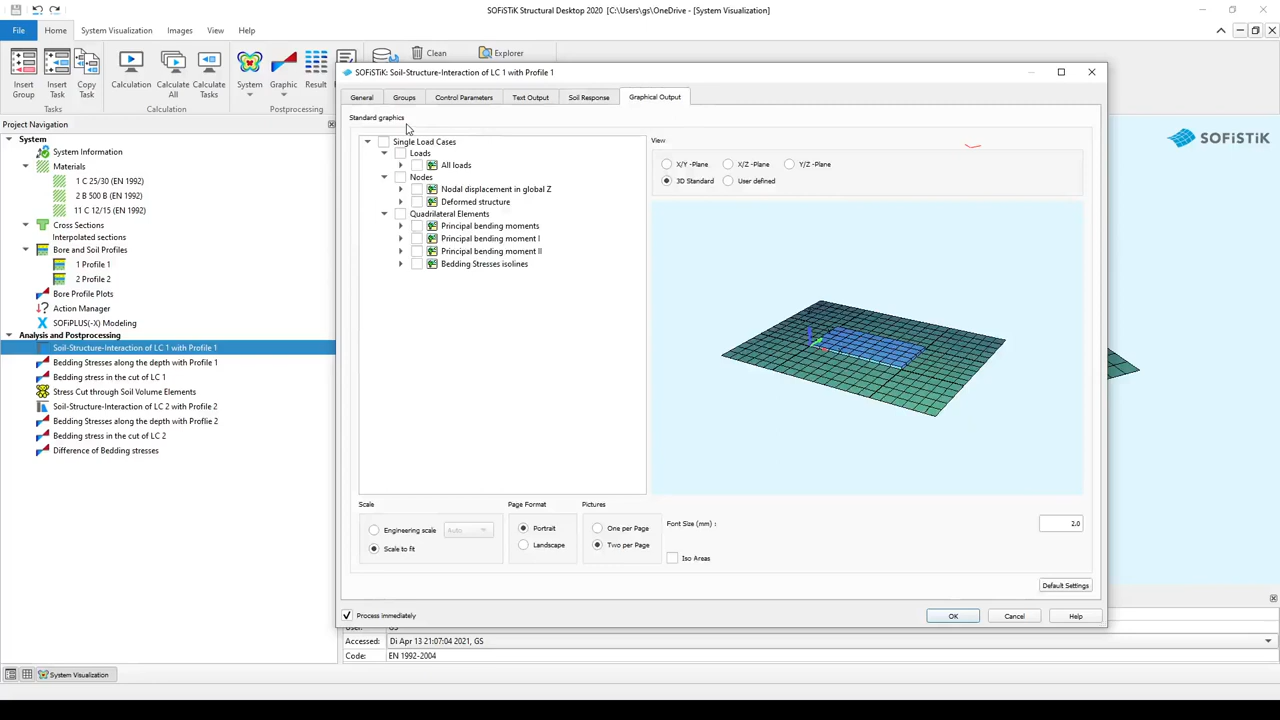 SOFiSTiK Structural Desktop 2020 [C:\Users\gs\OneDrive - [System Visualization]
File
Home
System Visualization
Images
View
Help
Insert Group
Insert Task
Copy Task
Calculation
Calculate All
Calculate Tasks
System
Graphic
Result
Clean
Explorer
Tasks
Calculation
Postprocessing
Project Navigation
System
System Information
Materials
1 C 25/30 (EN 1992)
2 B 500 B (EN 1992)
11 C 12/15 (EN 1992)
Cross Sections
Interpolated sections
Bore and Soil Profiles
1 Profile 1
2 Profile 2
Bore Profile Plots
Action Manager
SOFiPLUS(-X) Modeling
Analysis and Postprocessing
Soil-Structure-Interaction of LC 1 with Profile 1
Bedding Stresses along the depth with Profile 1
Bedding stress in the cut of LC 1
Stress Cut through Soil Volume Elements
Soil-Structure-Interaction of LC 2 with Profile 2
Bedding Stresses along the depth with Profile 2
Bedding stress in the cut of LC 2
Difference of Bedding stresses
System Visualization
SOFiSTiK: Soil-Structure-Interaction of LC 1 with Profile 1
General
Groups
Control Parameters
Text Output
Soil Response
Graphical Output
Standard graphics
Single Load Cases
Loads
All loads
Nodes
Nodal displacement in global Z
Deformed structure
Quadrilateral Elements
Principal bending moments
Principal bending moment I
Principal bending moment II
Bedding Stresses isolines
View
X/Y -Plane
X/Z -Plane
Y/Z -Plane
3D Standard
User defined
Scale
Engineering scale
Auto
Scale to fit
Page Format
Portrait
Landscape
Pictures
One per Page
Two per Page
Font Size (mm) :
2.0
Iso Areas
Default Settings
Process immediately
OK
Cancel
Help
SOFiSTiK
Accessed:
Di Apr 13 21:07:04 2021, GS
Code:
EN 1992-2004